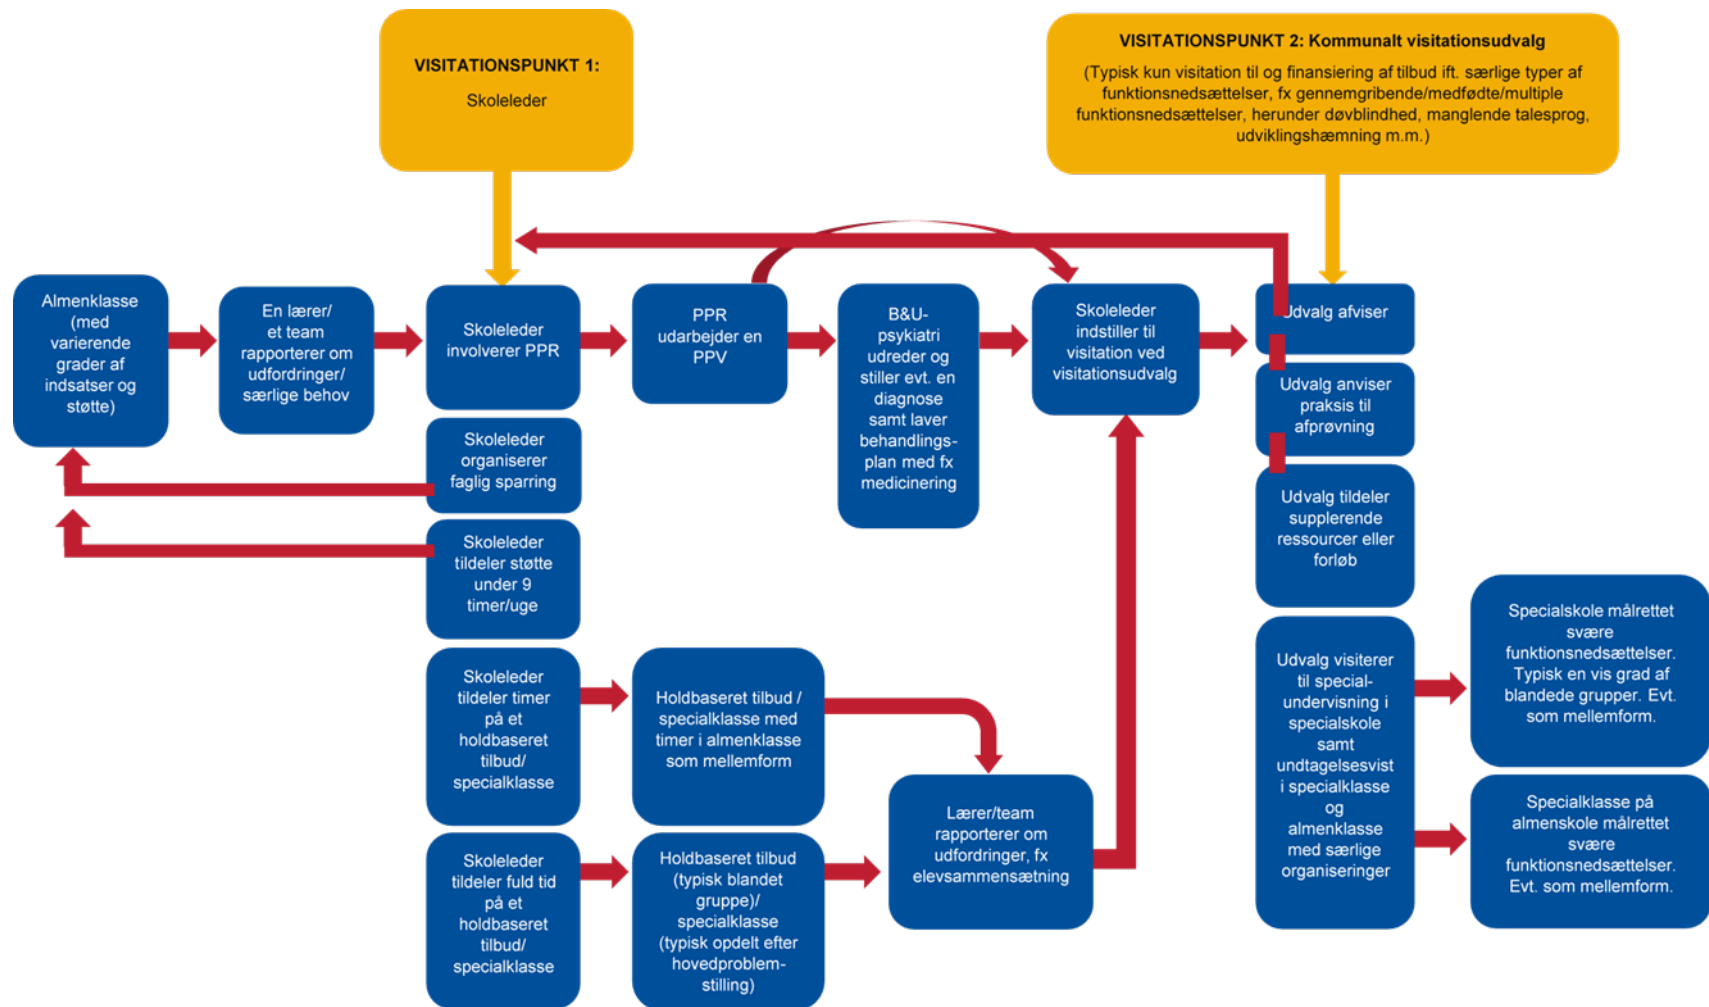 VISITATIONSPUNKT 1:
Skoleleder
VISITATIONSPUNKT 2: Kommunalt visitationsudvalg
(Typisk kun visitation til og finansiering af tilbud ift. særlige typer af
funktionsnedsættelser, fx gennemgribende/medfødte/multiple
funktionsnedsættelser, herunder døvblindhed, manglende talesprog,
udviklingshæmning m.m.)
Almenklasse
(med
varierende
grader af
indsatser og
støtte)
En lærer/
et team
rapporterer om
udfordringer/
særlige behov
Skoleleder
involverer PPR
PPR
udarbejder en
PPV
B&U-
psykiatri
udreder og
stiller evt. en
diagnose
samt laver
behandlings-
plan med fx
medicinering
Skoleleder
indstiller til
visitation ved
visitationsudvalg
Udvalg afviser
Udvalg anviser
praksis til
afprøvning
Udvalg tildeler
supplerende
ressourcer eller
forløb
Skoleleder
organiserer
faglig sparring
Skoleleder
tildeler støtte
under 9
timer/uge
Skoleleder
tildeler timer
på et
holdbaseret
tilbud/
specialklasse
Holdbaseret tilbud /
specialklasse med
timer i almenklasse
som mellemform
Skoleleder
tildeler fuld tid
på et
holdbaseret
tilbud/
specialklasse
Holdbaseret tilbud
(typisk blandet
gruppe)/
specialklasse
(typisk opdelt efter
hovedproblem-
stilling)
Lærer/team
rapporterer om
udfordringer, fx
elevsammensætning
Udvalg visiterer
til special-
undervisning i
specialskole
samt
undtagelsesvist
i specialklasse
og
almenklasse
med særlige
organiseringer
Specialskole målrettet
svære
funktionsnedsættelser.
Typisk en vis grad af
blandede grupper. Evt.
som mellemform.
Specialklasse på
almenskole målrettet
svære
funktionsnedsættelser.
Evt. som mellemform.